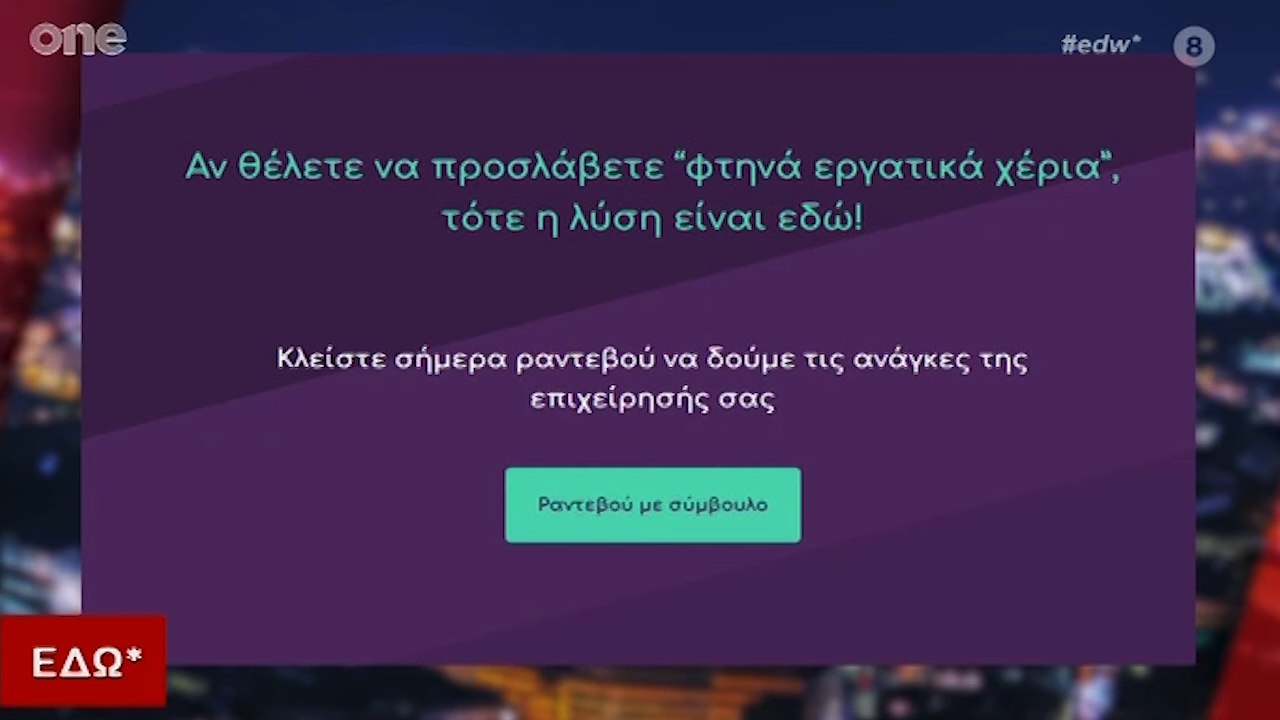 one
#edw*
8
Αν θέλετε να προσλάβετε “φτηνά εργατικά χέρια”,
τότε η λύση είναι εδώ!
Κλείστε σήμερα ραντεβού να δούμε τις ανάγκες της
επιχείρησής σας
Ραντεβού με σύμβουλο
ΕΔΩ*